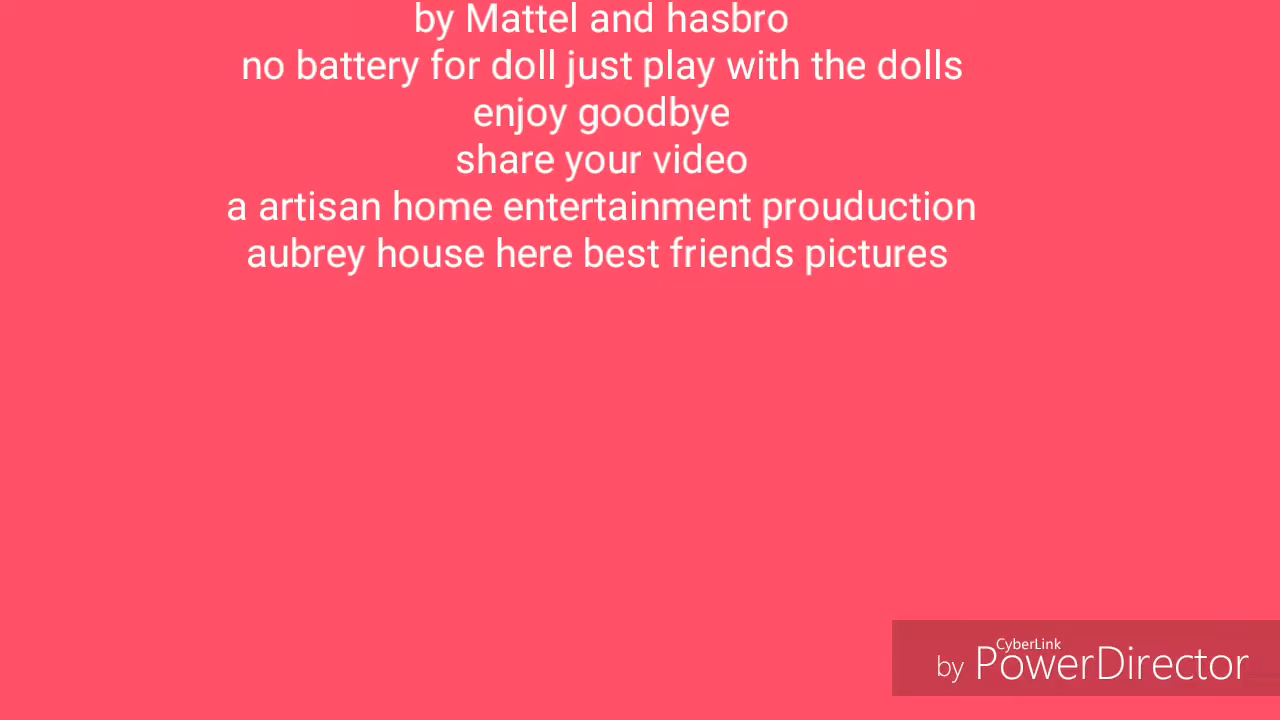 by Mattel and hasbro
no battery for doll just play with the dolls
enjoy goodbye
share your video
a artisan home entertainment prouduction
aubrey house here best friends pictures
CyberLink
by PowerDirector